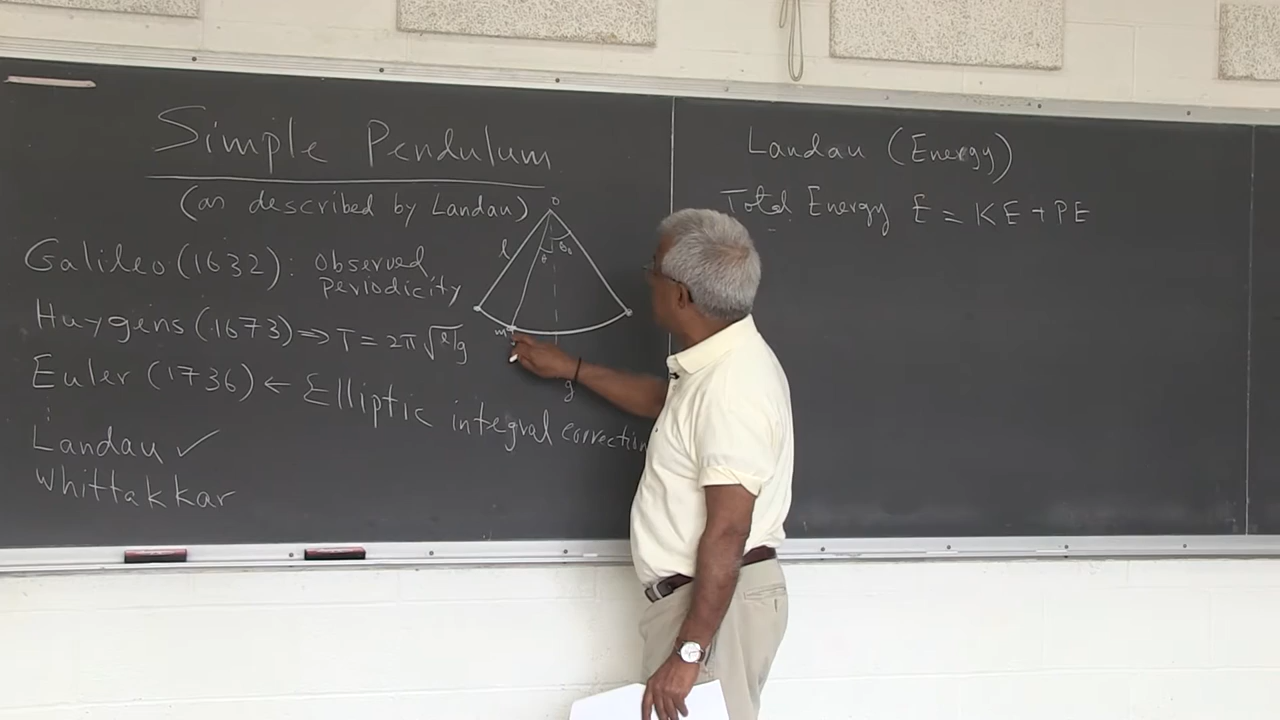 Simple Pendulum
(as described by Landau)
Galileo (1632): Observed
periodicity
Huygens (1673) ⇒ T = 2π √l/g
Euler (1736) ← Elliptic integral correction
Landau ✓
Whittakkar
O
l
θ θ₀
m
g
Landau (Energy)
Total Energy E = KE + PE